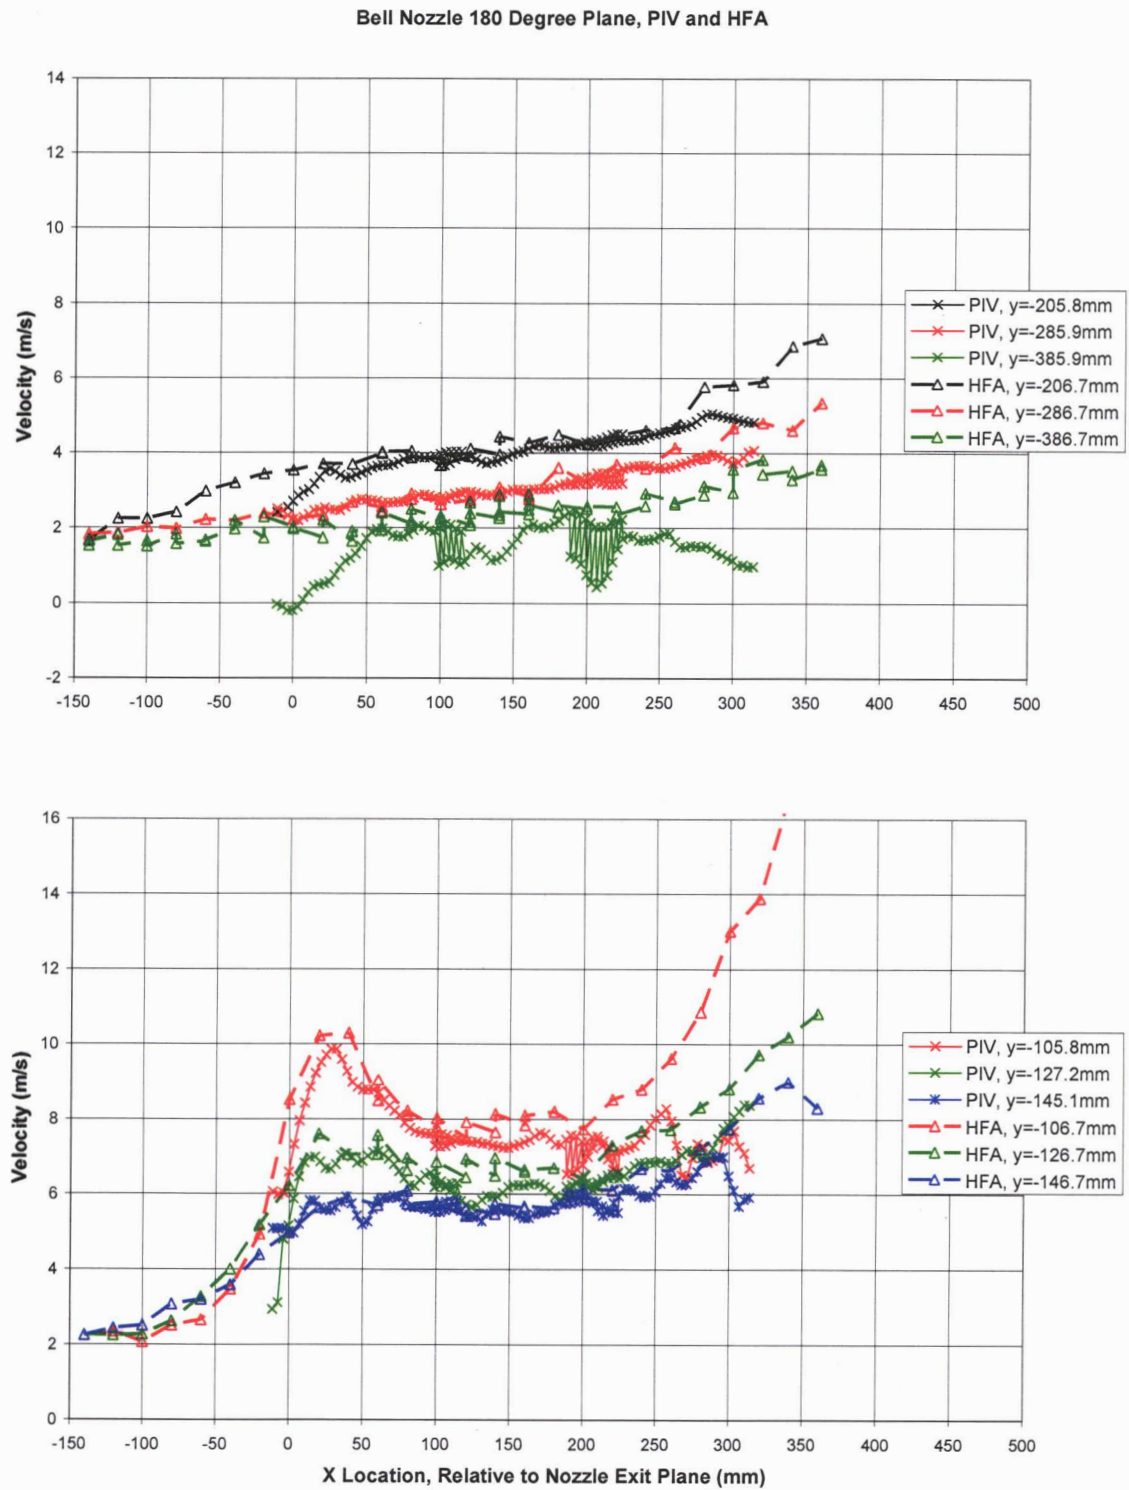 Bell Nozzle 180 Degree Plane, PIV and HFA
14
12
10
8
6
4
2
0
-2
Velocity (m/s)
-150 -100 -50 0 50 100 150 200 250 300 350 400 450 500
PIV, y=-205.8mm
PIV, y=-285.9mm
PIV, y=-385.9mm
HFA, y=-206.7mm
HFA, y=-286.7mm
HFA, y=-386.7mm
16
14
12
10
8
6
4
2
0
Velocity (m/s)
-150 -100 -50 0 50 100 150 200 250 300 350 400 450 500
X Location, Relative to Nozzle Exit Plane (mm)
PIV, y=-105.8mm
PIV, y=-127.2mm
PIV, y=-145.1mm
HFA, y=-106.7mm
HFA, y=-126.7mm
HFA, y=-146.7mm